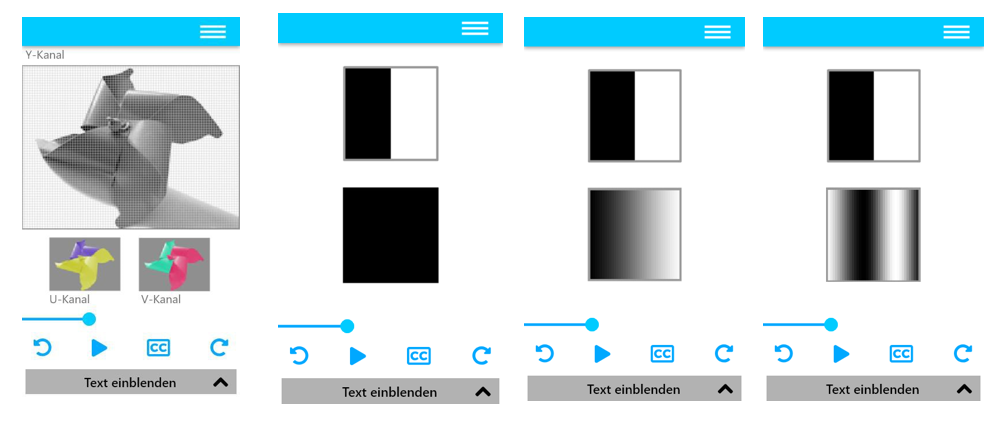 Y-Kanal
U-Kanal
V-Kanal
CC
Text einblenden
CC
Text einblenden
CC
Text einblenden
CC
Text einblenden